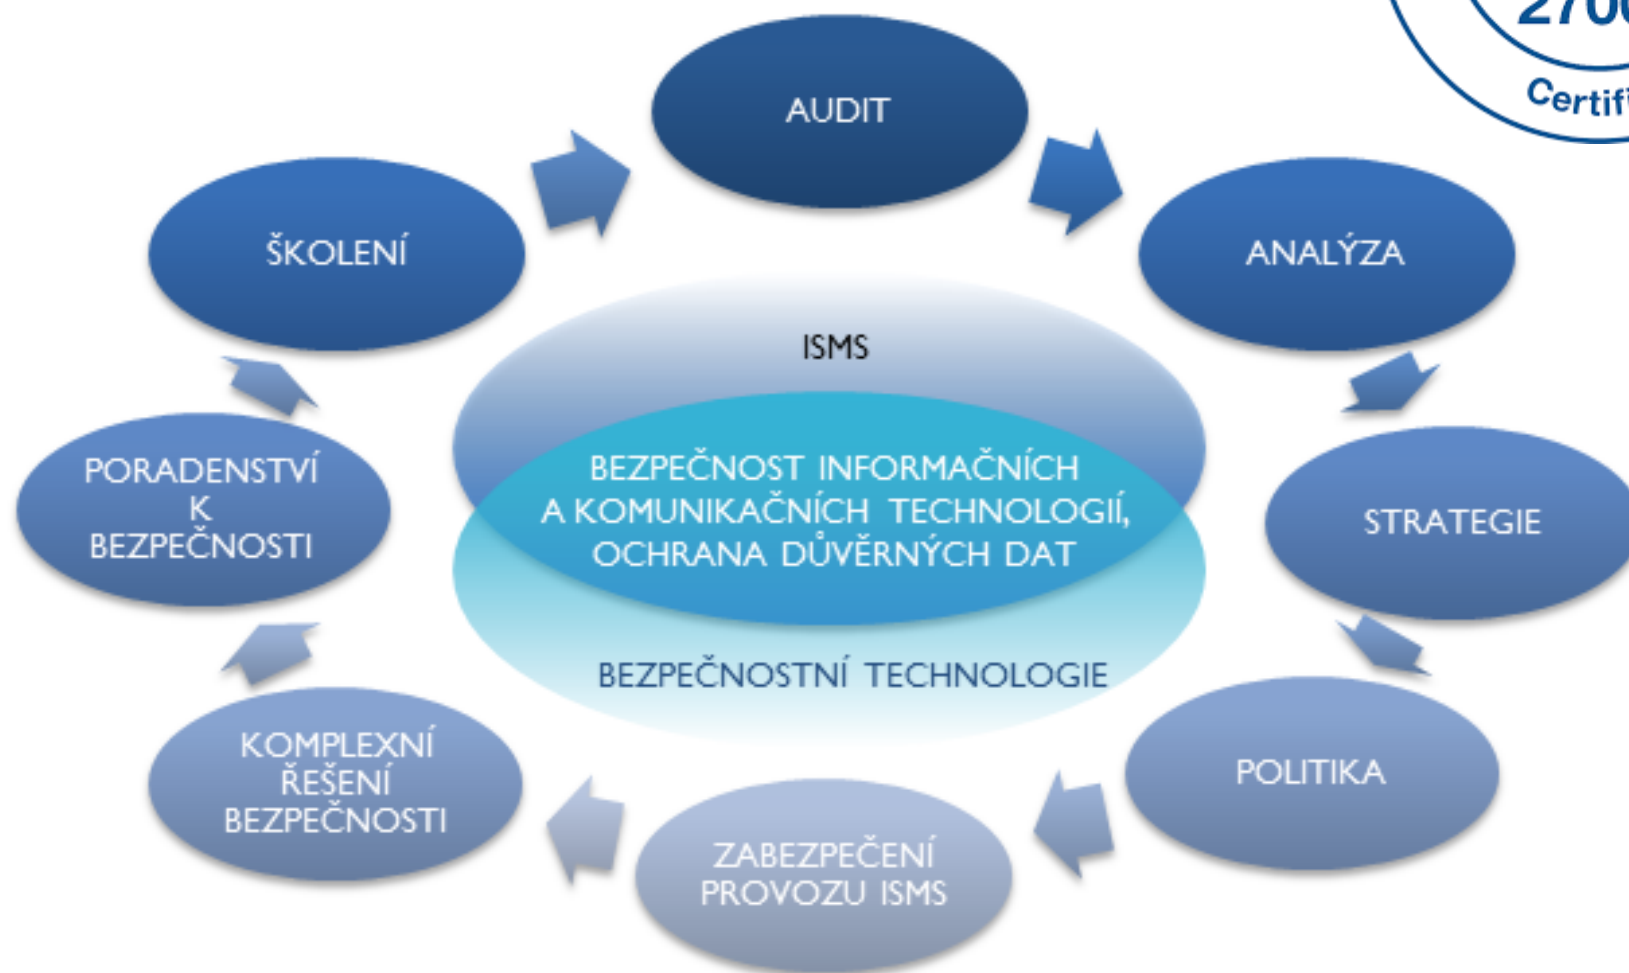 AUDIT
ANALÝZA
STRATEGIE
POLITIKA
ZABEZPEČENÍ
PROVOZU ISMS
KOMPLEXNÍ
ŘEŠENÍ
BEZPEČNOSTI
PORADENSTVÍ
K
BEZPEČNOSTI
ŠKOLENÍ
ISMS
BEZPEČNOST INFORMAČNÍCH
A KOMUNIKAČNÍCH TECHNOLOGIÍ,
OCHRANA DŮVĚRNÝCH DAT
BEZPEČNOSTNÍ TECHNOLOGIE